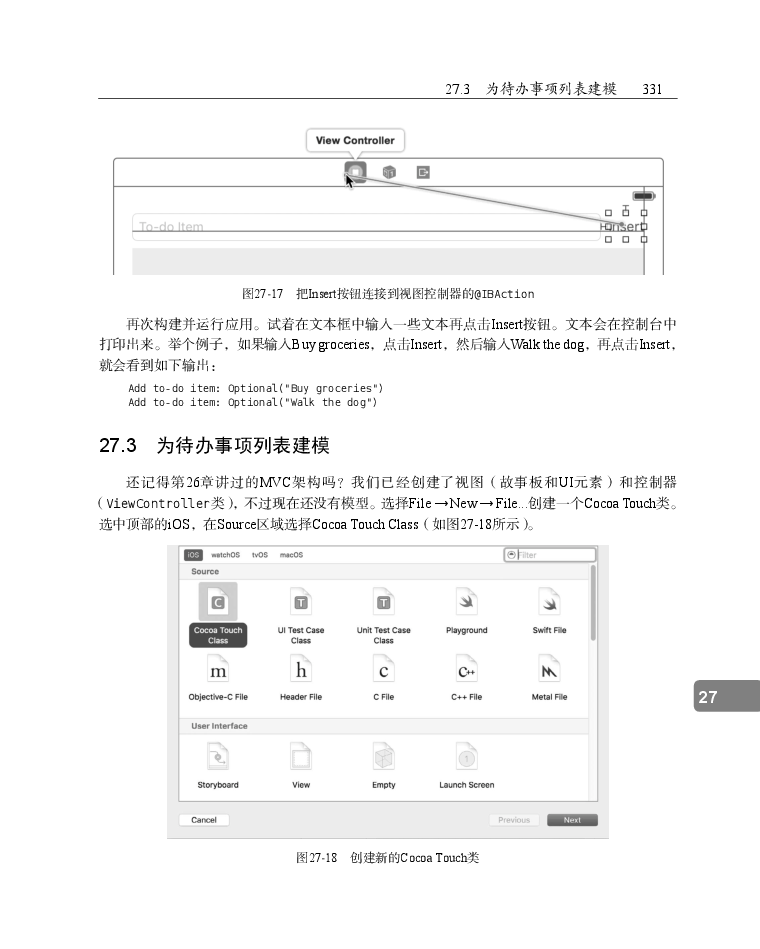 27.3 为待办事项列表建模 331
View Controller
To-do Item
Insert
图27-17 把Insert按钮连接到视图控制器的@IBAction
再次构建并运行应用。试着在文本框中输入一些文本再点击Insert按钮。文本会在控制台中
打印出来。举个例子，如果输入Buy groceries，点击Insert，然后输入Walk the dog，再点击Insert，
就会看到如下输出：
Add to-do item: Optional("Buy groceries")
Add to-do item: Optional("Walk the dog")
27.3 为待办事项列表建模
还记得第26章讲过的MVC架构吗？我们已经创建了视图（故事板和UI元素）和控制器
（ViewController类），不过现在还没有模型。选择File→New→File...创建一个Cocoa Touch类。
选中顶部的iOS，在Source区域选择Cocoa Touch Class（如图27-18所示）。
iOS watchOS tvOS macOS Filter
Source
C T T
Cocoa Touch Class UI Test Case Class Unit Test Case Class Playground Swift File
m h c C++
Objective-C File Header File C File C++ File Metal File
27
User Interface
1
Storyboard View Empty Launch Screen
Cancel Previous Next
图27-18 创建新的Cocoa Touch类